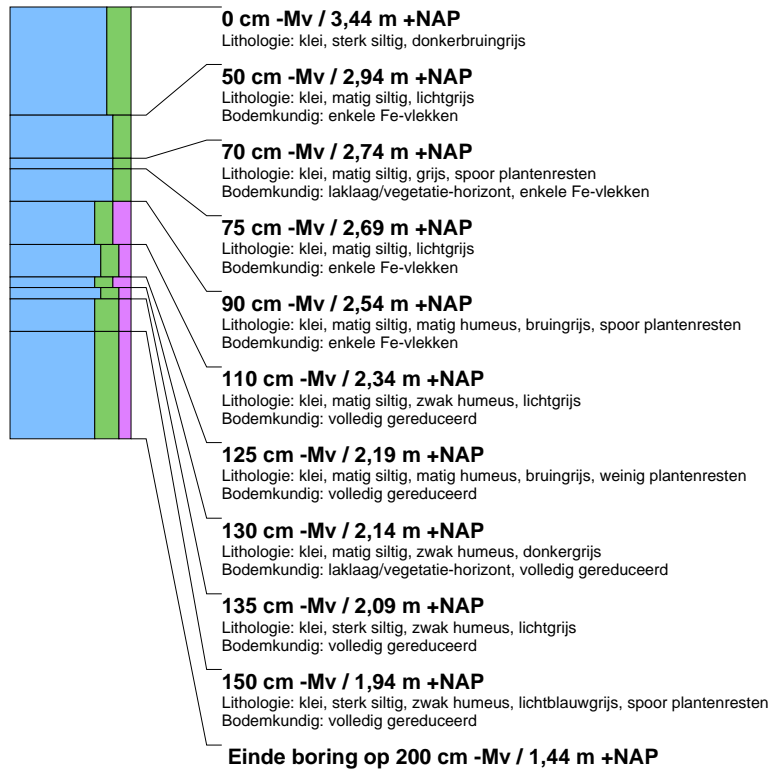 0 cm -Mv / 3,44 m +NAP
Lithologie: klei, sterk siltig, donkerbruingrijs
50 cm -Mv / 2,94 m +NAP
Lithologie: klei, matig siltig, lichtgrijs
Bodemkundig: enkele Fe-vlekken
70 cm -Mv / 2,74 m +NAP
Lithologie: klei, matig siltig, grijs, spoor plantenresten
Bodemkundig: laklaag/vegetatie-horizont, enkele Fe-vlekken
75 cm -Mv / 2,69 m +NAP
Lithologie: klei, matig siltig, lichtgrijs
Bodemkundig: enkele Fe-vlekken
90 cm -Mv / 2,54 m +NAP
Lithologie: klei, matig siltig, matig humeus, bruingrijs, spoor plantenresten
Bodemkundig: enkele Fe-vlekken
110 cm -Mv / 2,34 m +NAP
Lithologie: klei, matig siltig, zwak humeus, lichtgrijs
Bodemkundig: volledig gereduceerd
125 cm -Mv / 2,19 m +NAP
Lithologie: klei, matig siltig, matig humeus, bruingrijs, weinig plantenresten
Bodemkundig: volledig gereduceerd
130 cm -Mv / 2,14 m +NAP
Lithologie: klei, matig siltig, zwak humeus, donkergrijs
Bodemkundig: laklaag/vegetatie-horizont, volledig gereduceerd
135 cm -Mv / 2,09 m +NAP
Lithologie: klei, sterk siltig, zwak humeus, lichtgrijs
Bodemkundig: volledig gereduceerd
150 cm -Mv / 1,94 m +NAP
Lithologie: klei, sterk siltig, zwak humeus, lichtblauwgrijs, spoor plantenresten
Bodemkundig: volledig gereduceerd
Einde boring op 200 cm -Mv / 1,44 m +NAP